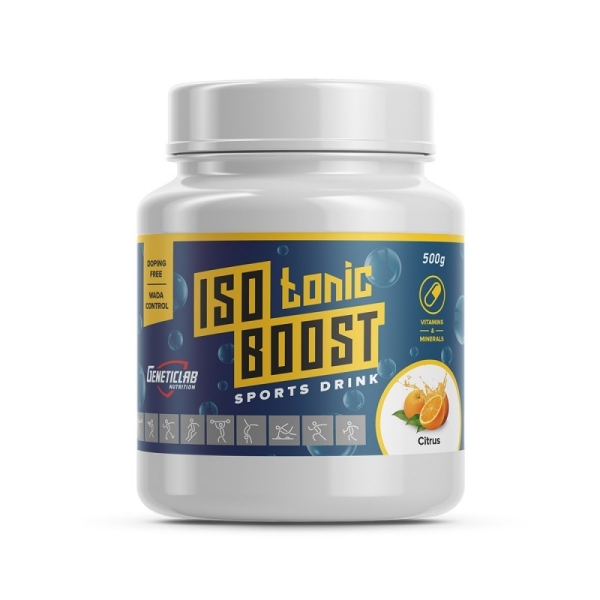 DOPING
FREE
WADA
CONTROL
ISO tonic
BOOST
SPORTS DRINK
500g
VITAMINS
&
MINERALS
GENETICLAB
NUTRITION
Citrus